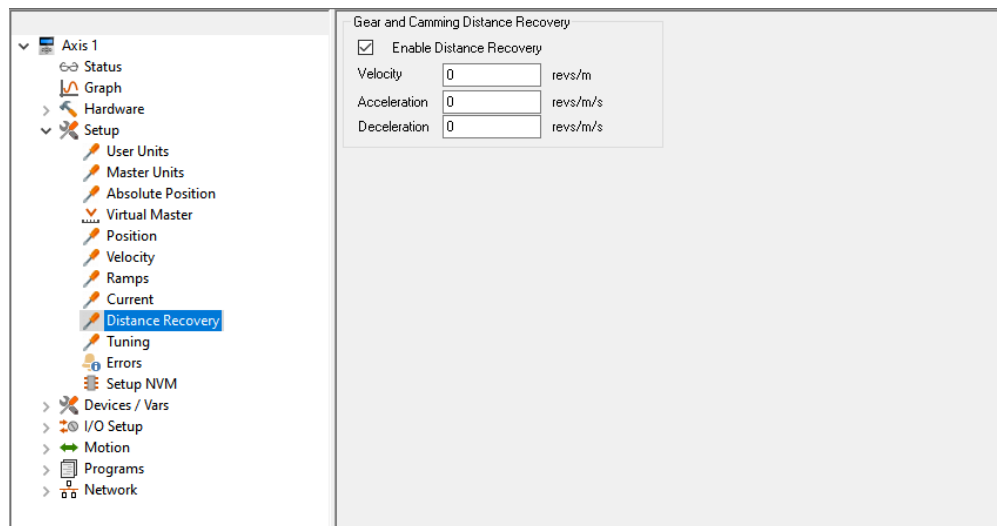 Axis 1
Status
Graph
Hardware
Setup
User Units
Master Units
Absolute Position
Virtual Master
Position
Velocity
Ramps
Current
Distance Recovery
Tuning
Errors
Setup NVM
Devices / Vars
I/O Setup
Motion
Programs
Network
Gear and Camming Distance Recovery
Enable Distance Recovery
Velocity 0 revs/m
Acceleration 0 revs/m/s
Deceleration 0 revs/m/s